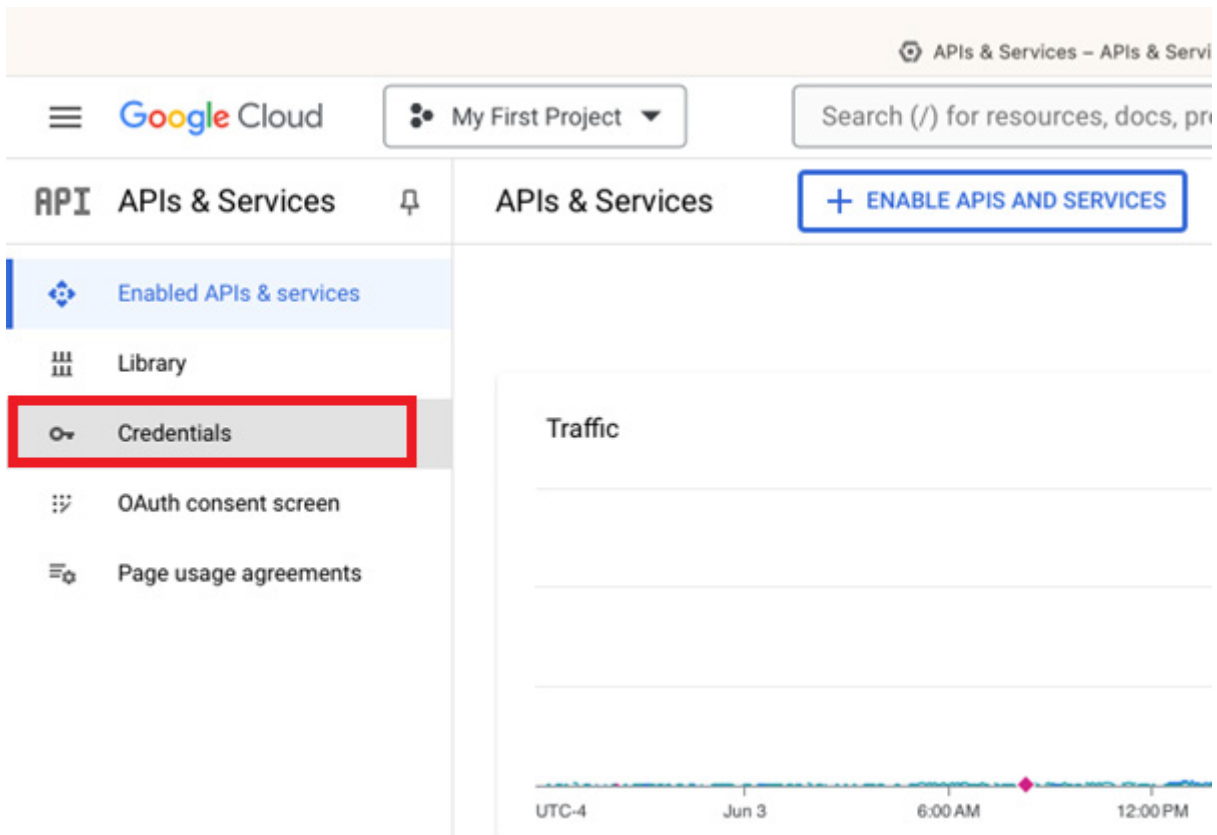 APIs & Services – APIs & Servi
Google Cloud
My First Project
Search (/) for resources, docs, pr
API APIs & Services
APIs & Services
+ ENABLE APIS AND SERVICES
Enabled APIs & services
Library
Credentials
OAuth consent screen
Page usage agreements
Traffic
UTC-4 Jun 3 6:00 AM 12:00 PM